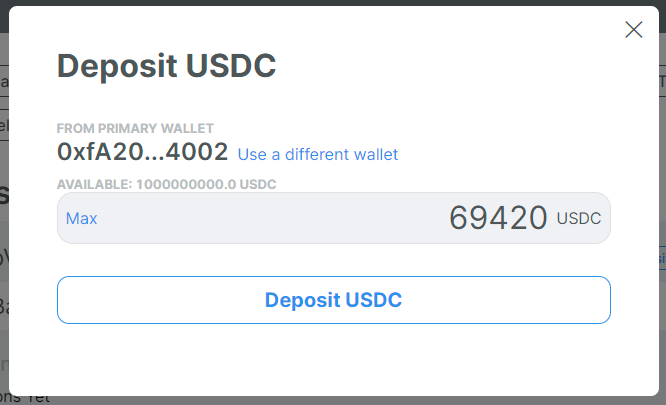 Deposit USDC
FROM PRIMARY WALLET
0xfA20...4002 Use a different wallet
AVAILABLE: 1000000000.0 USDC
Max 69420 USDC
Deposit USDC